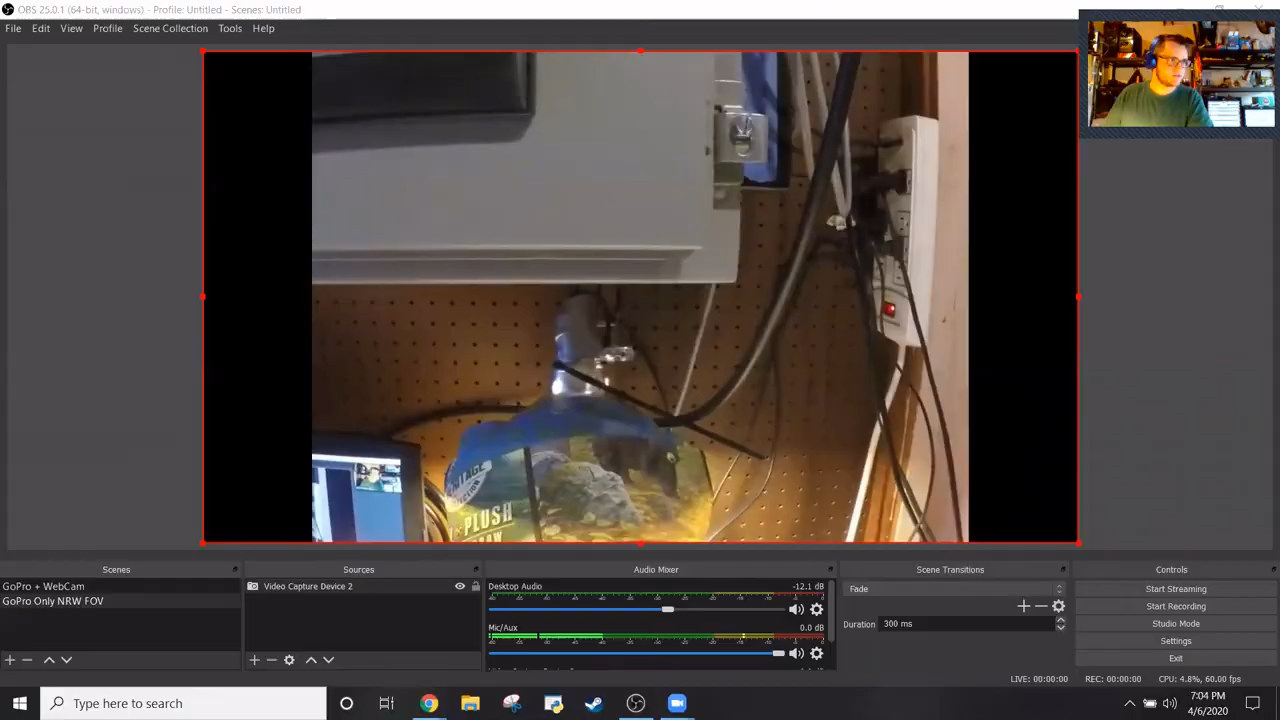 OBS 25.0.1 (64-bit, windows) - Profile: Untitled - Scenes: Untitled
File Edit View Profile Scene Collection Tools Help
PLUSH
Scenes
GoPro + WebCam
GoPro Only NRW FOV
Sources
Video Capture Device 2
Audio Mixer
Desktop Audio -12.1 dB
Mic/Aux 0.0 dB
Scene Transitions
Fade
Duration 300 ms
Controls
Start Streaming
Start Recording
Studio Mode
Settings
Exit
LIVE: 00:00:00 REC: 00:00:00 CPU: 4.8%, 60.00 fps
Type here to search
7:04 PM
4/6/2020